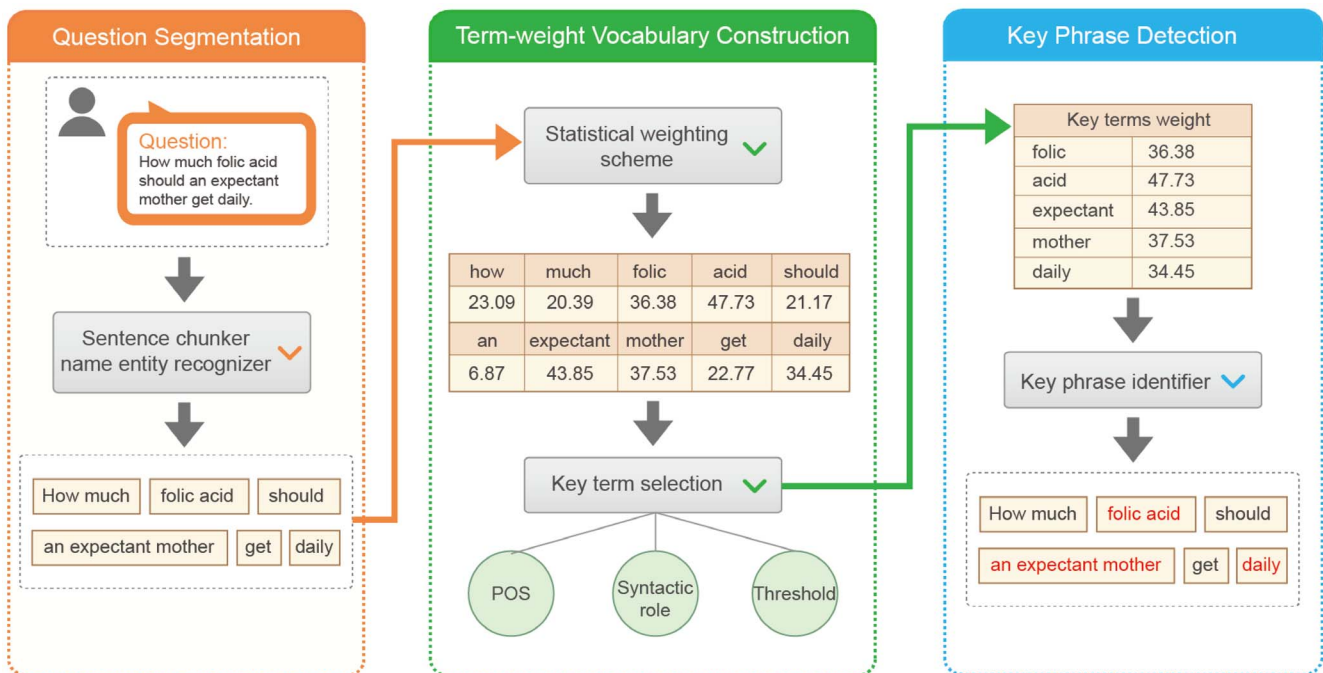 Question Segmentation
Question:
How much folic acid
should an expectant
mother get daily.
Sentence chunker
name entity recognizer
How much folic acid should
an expectant mother get daily
Term-weight Vocabulary Construction
Statistical weighting
scheme
how much folic acid should
23.09 20.39 36.38 47.73 21.17
an expectant mother get daily
6.87 43.85 37.53 22.77 34.45
Key term selection
POS
Syntactic
role
Threshold
Key Phrase Detection
Key terms weight
folic 36.38
acid 47.73
expectant 43.85
mother 37.53
daily 34.45
Key phrase identifier
How much folic acid should
an expectant mother get daily